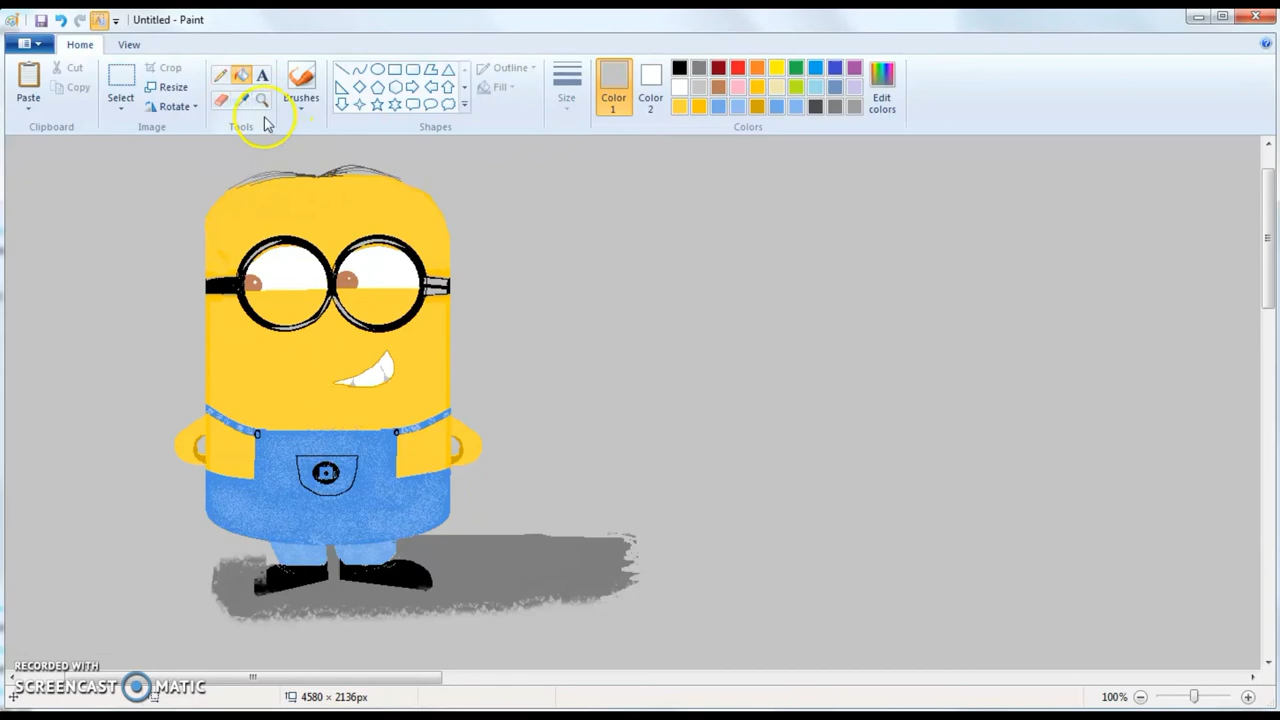 Untitled - Paint
Home View
Paste
Cut
Copy
Clipboard
Select
Crop
Resize
Rotate
Image
A
Tools
Brushes
Outline
Fill
Shapes
Size
Color 1
Color 2
Edit colors
Colors
RECORDED WITH
SCREENCAST MATIC
4580 × 2136px
100%